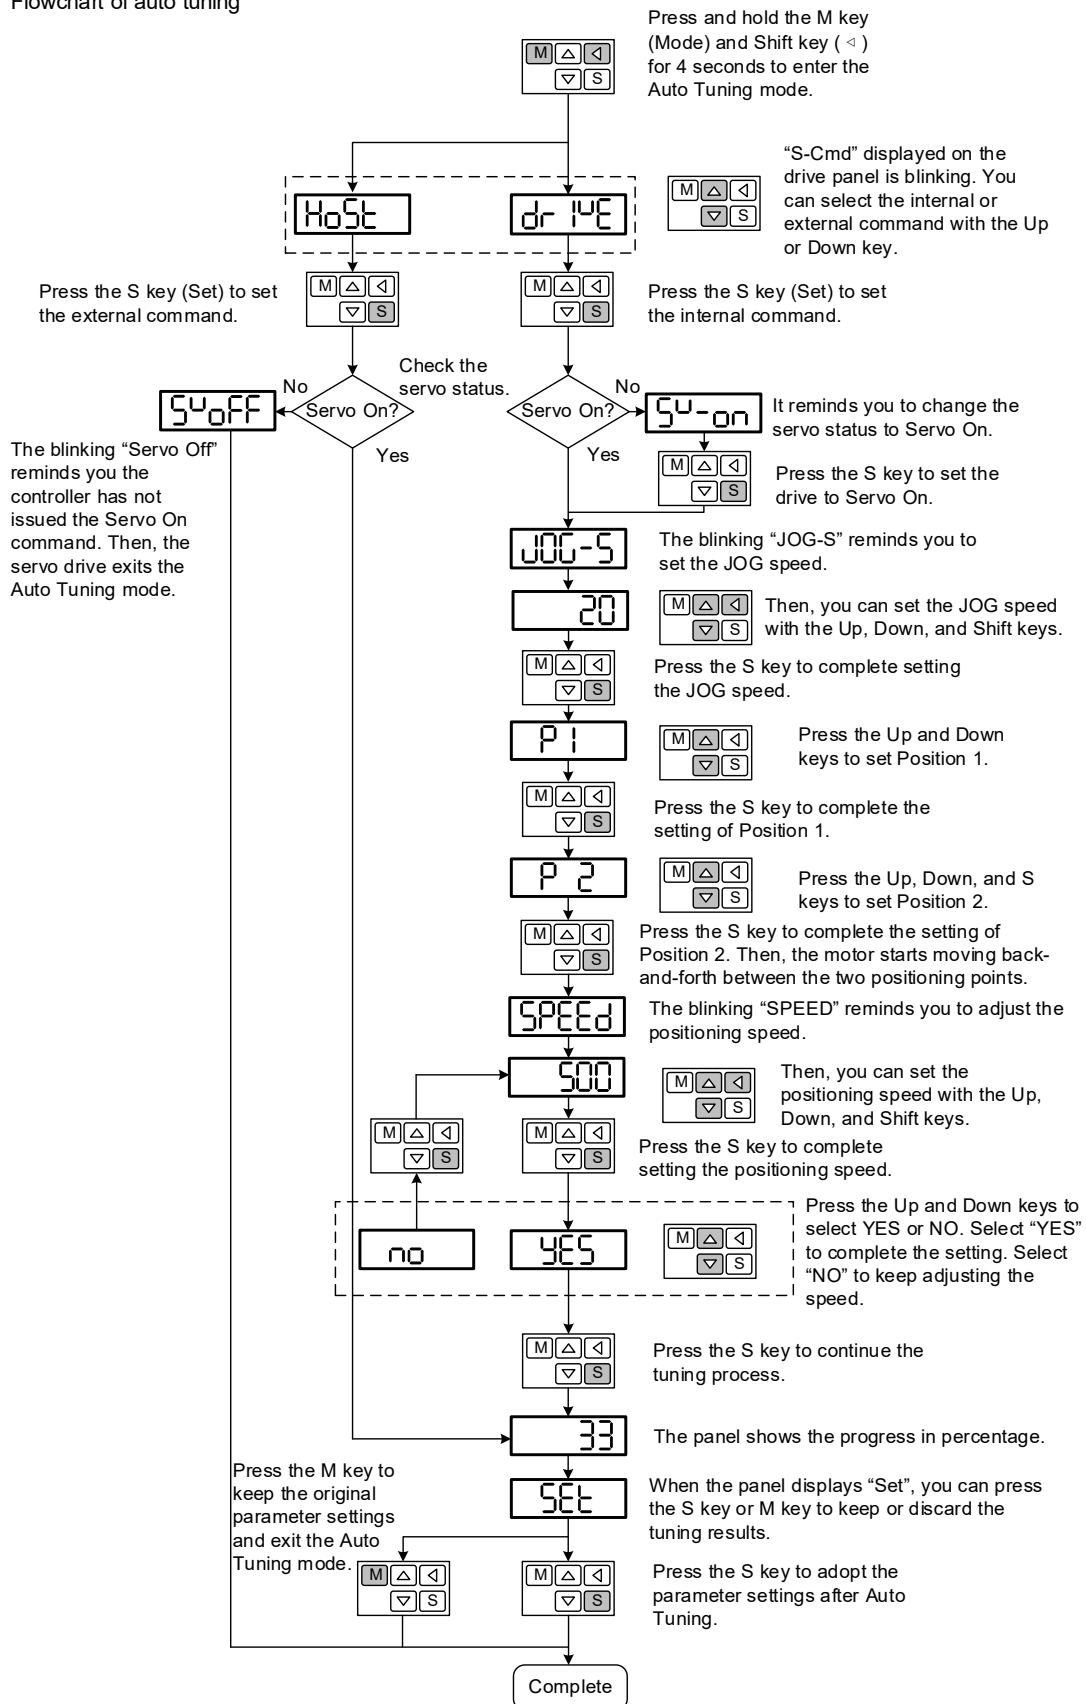 Flowchart of auto tuning
Press and hold the M key
(Mode) and Shift key ( ◁ )
for 4 seconds to enter the
Auto Tuning mode.
M S
“S-Cmd” displayed on the
drive panel is blinking. You
can select the internal or
external command with the Up
or Down key.
HoSt
drIvE
M S
Press the S key (Set) to set
the external command.
M S
M S
Press the S key (Set) to set
the internal command.
Check the
servo status.
No
Servo On?
Yes
SvoFF
The blinking “Servo Off”
reminds you the
controller has not
issued the Servo On
command. Then, the
servo drive exits the
Auto Tuning mode.
Servo On?
No
Yes
Sv-on
It reminds you to change the
servo status to Servo On.
M S
Press the S key to set the
drive to Servo On.
JOG-S
The blinking “JOG-S” reminds you to
set the JOG speed.
20
M S
Then, you can set the JOG speed
with the Up, Down, and Shift keys.
M S
Press the S key to complete setting
the JOG speed.
P1
M S
Press the Up and Down
keys to set Position 1.
M S
Press the S key to complete the
setting of Position 1.
P 2
M S
Press the Up, Down, and S
keys to set Position 2.
M S
Press the S key to complete the setting of
Position 2. Then, the motor starts moving back-
and-forth between the two positioning points.
SPEEd
The blinking “SPEED” reminds you to adjust the
positioning speed.
500
M S
Then, you can set the
positioning speed with the Up,
Down, and Shift keys.
M S
M S
Press the S key to complete
setting the positioning speed.
no
YES
M S
Press the Up and Down keys to
select YES or NO. Select “YES”
to complete the setting. Select
“NO” to keep adjusting the
speed.
M S
Press the S key to continue the
tuning process.
33
The panel shows the progress in percentage.
SEt
When the panel displays “Set”, you can press
the S key or M key to keep or discard the
tuning results.
Press the M key to
keep the original
parameter settings
and exit the Auto
Tuning mode.
M S
M S
Press the S key to adopt the
parameter settings after Auto
Tuning.
Complete